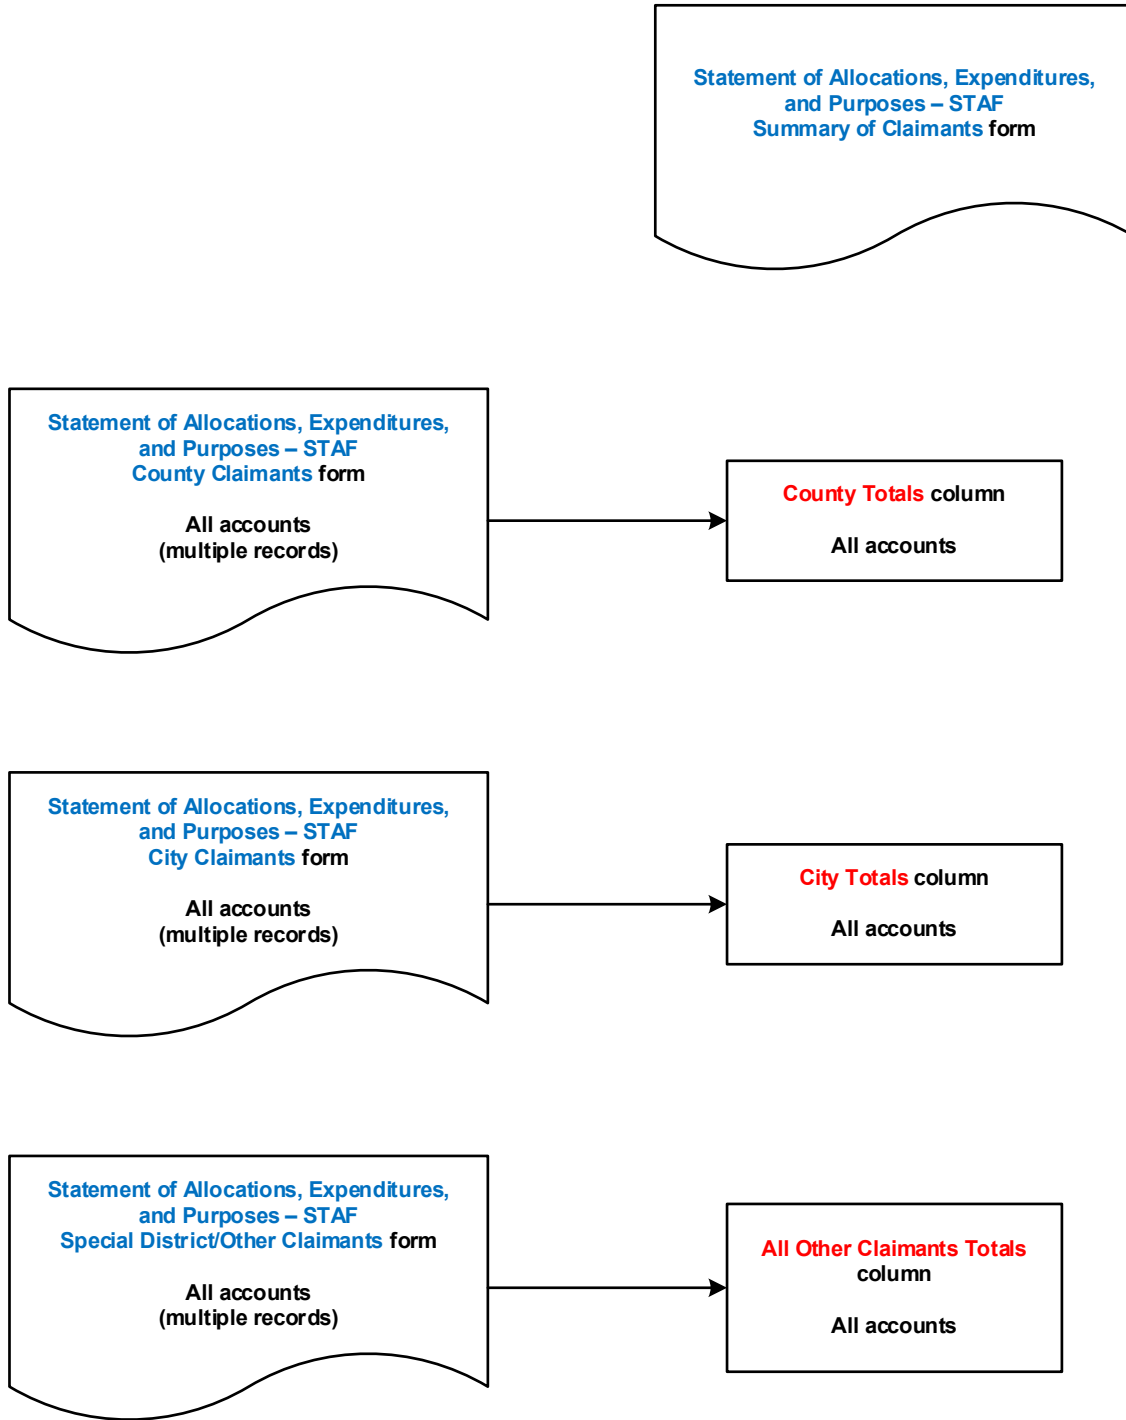 Statement of Allocations, Expenditures,
and Purposes – STAF
Summary of Claimants form
Statement of Allocations, Expenditures,
and Purposes – STAF
County Claimants form
All accounts
(multiple records)
County Totals column
All accounts
Statement of Allocations, Expenditures,
and Purposes – STAF
City Claimants form
All accounts
(multiple records)
City Totals column
All accounts
Statement of Allocations, Expenditures,
and Purposes – STAF
Special District/Other Claimants form
All accounts
(multiple records)
All Other Claimants Totals
column
All accounts